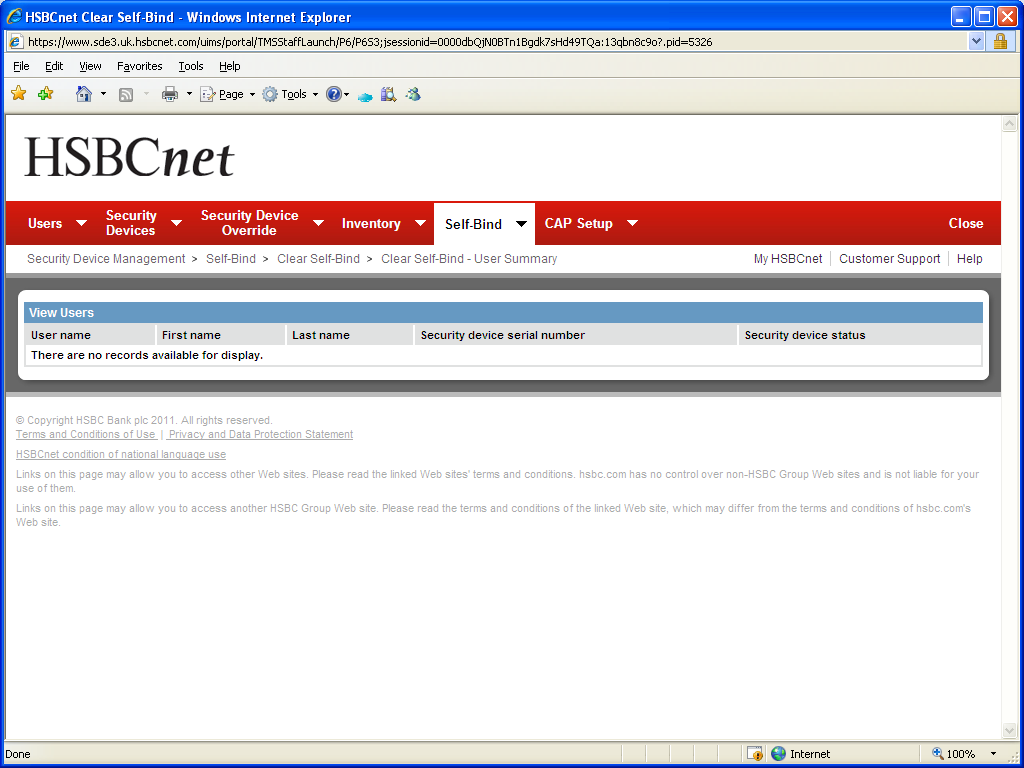 HSBCnet Clear Self-Bind - Windows Internet Explorer
https://www.sde3.uk.hsbcnet.com/uims/portal/TMSStaffLaunch/P6/P6S3;jsessionid=0000dbQjN0BTn1Bgdk7sHd49TQa:13qbn8c9o?.pid=5326
File Edit View Favorites Tools Help
Page Tools
HSBCnet
Users Security Devices Security Device Override Inventory Self-Bind CAP Setup Close
Security Device Management > Self-Bind > Clear Self-Bind > Clear Self-Bind - User Summary My HSBCnet Customer Support Help
View Users
User name First name Last name Security device serial number Security device status
There are no records available for display.
© Copyright HSBC Bank plc 2011. All rights reserved.
Terms and Conditions of Use | Privacy and Data Protection Statement
HSBCnet condition of national language use
Links on this page may allow you to access other Web sites. Please read the linked Web sites' terms and conditions. hsbc.com has no control over non-HSBC Group Web sites and is not liable for your
use of them.
Links on this page may allow you to access another HSBC Group Web site. Please read the terms and conditions of the linked Web site, which may differ from the terms and conditions of hsbc.com's
Web site.
Done Internet 100%